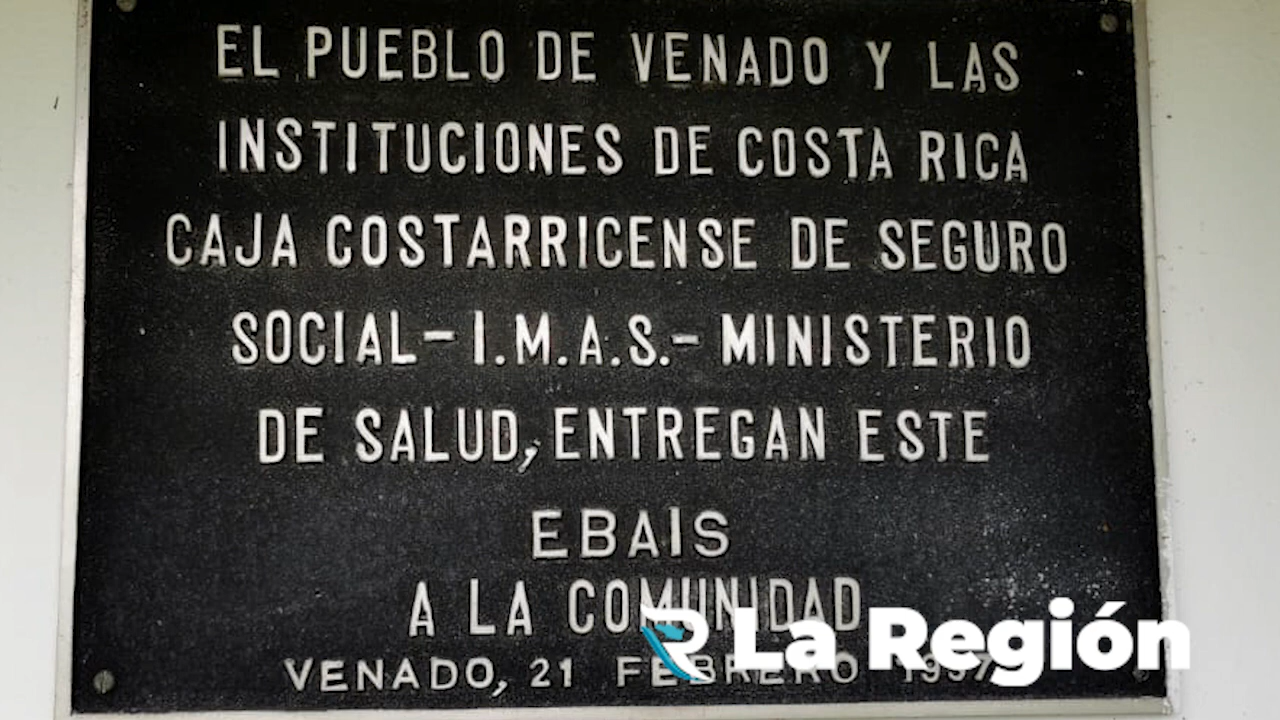 EL PUEBLO DE VENADO Y LAS
INSTITUCIONES DE COSTA RICA
CAJA COSTARRICENSE DE SEGURO
SOCIAL-I.M.A.S.-MINISTERIO
DE SALUD, ENTREGAN ESTE
EBAIS
A LA COMUNIDAD
VENADO, 21 FEBRERO 1997
La Región